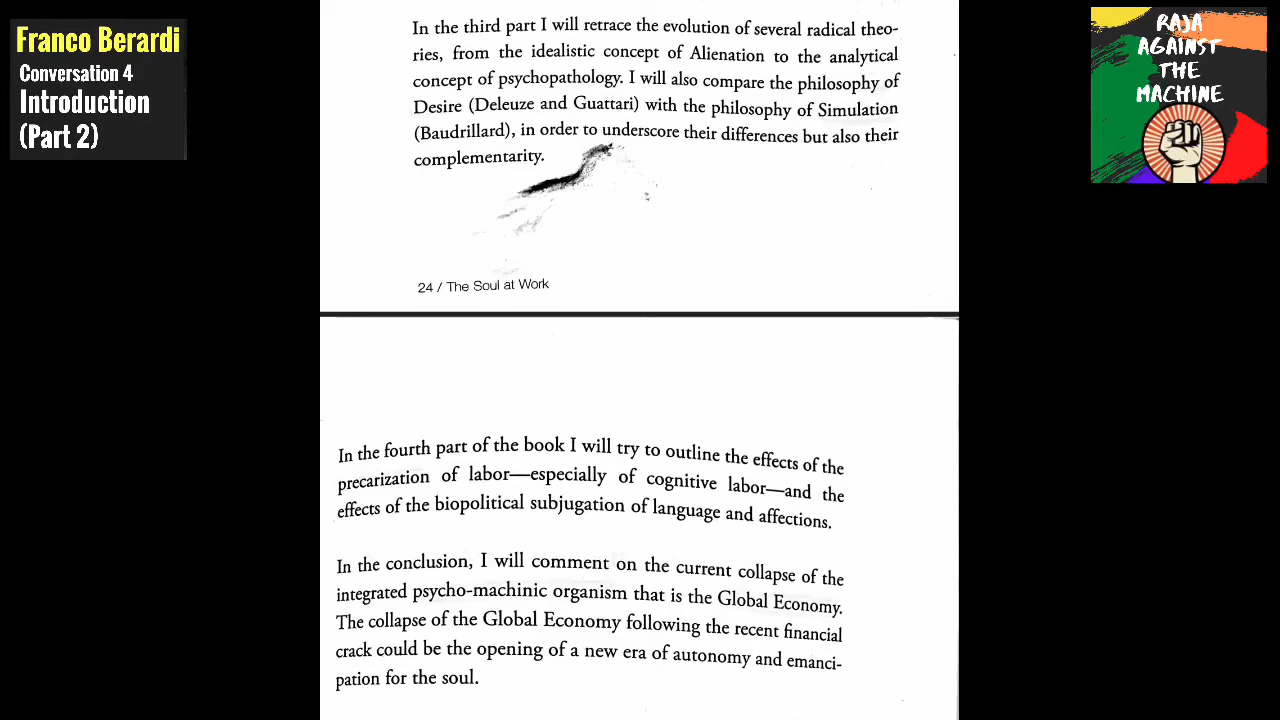 Franco Berardi
Conversation 4
Introduction
(Part 2)
RAJA
AGAINST
THE
MACHINE
In the third part I will retrace the evolution of several radical theo-
ries, from the idealistic concept of Alienation to the analytical
concept of psychopathology. I will also compare the philosophy of
Desire (Deleuze and Guattari) with the philosophy of Simulation
(Baudrillard), in order to underscore their differences but also their
complementarity.
24 / The Soul at Work
In the fourth part of the book I will try to outline the effects of the
precarization of labor—especially of cognitive labor—and the
effects of the biopolitical subjugation of language and affections.
In the conclusion, I will comment on the current collapse of the
integrated psycho-machinic organism that is the Global Economy.
The collapse of the Global Economy following the recent financial
crack could be the opening of a new era of autonomy and emanci-
pation for the soul.